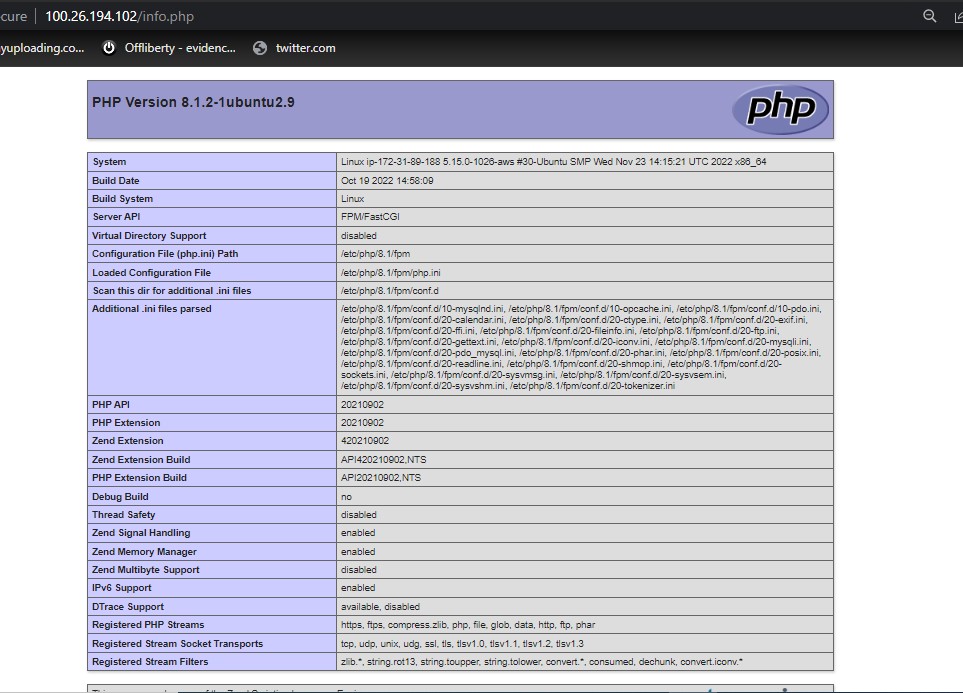 cure 100.26.194.102/info.php
yuploading.co... Offliberty - evidenc... twitter.com
PHP Version 8.1.2-1ubuntu2.9
php
System Linux ip-172-31-89-188 5.15.0-1026-aws #30-Ubuntu SMP Wed Nov 23 14:15:21 UTC 2022 x86_64
Build Date Oct 19 2022 14:58:09
Build System Linux
Server API FPM/FastCGI
Virtual Directory Support disabled
Configuration File (php.ini) Path /etc/php/8.1/fpm
Loaded Configuration File /etc/php/8.1/fpm/php.ini
Scan this dir for additional .ini files /etc/php/8.1/fpm/conf.d
Additional .ini files parsed /etc/php/8.1/fpm/conf.d/10-mysqlnd.ini, /etc/php/8.1/fpm/conf.d/10-opcache.ini, /etc/php/8.1/fpm/conf.d/10-pdo.ini,
/etc/php/8.1/fpm/conf.d/20-calendar.ini, /etc/php/8.1/fpm/conf.d/20-ctype.ini, /etc/php/8.1/fpm/conf.d/20-exif.ini,
/etc/php/8.1/fpm/conf.d/20-ffi.ini, /etc/php/8.1/fpm/conf.d/20-fileinfo.ini, /etc/php/8.1/fpm/conf.d/20-ftp.ini,
/etc/php/8.1/fpm/conf.d/20-gettext.ini, /etc/php/8.1/fpm/conf.d/20-iconv.ini, /etc/php/8.1/fpm/conf.d/20-mysqli.ini,
/etc/php/8.1/fpm/conf.d/20-pdo_mysql.ini, /etc/php/8.1/fpm/conf.d/20-phar.ini, /etc/php/8.1/fpm/conf.d/20-posix.ini,
/etc/php/8.1/fpm/conf.d/20-readline.ini, /etc/php/8.1/fpm/conf.d/20-shmop.ini, /etc/php/8.1/fpm/conf.d/20-
sockets.ini, /etc/php/8.1/fpm/conf.d/20-sysvmsg.ini, /etc/php/8.1/fpm/conf.d/20-sysvsem.ini,
/etc/php/8.1/fpm/conf.d/20-sysvshm.ini, /etc/php/8.1/fpm/conf.d/20-tokenizer.ini
PHP API 20210902
PHP Extension 20210902
Zend Extension 420210902
Zend Extension Build API420210902,NTS
PHP Extension Build API20210902,NTS
Debug Build no
Thread Safety disabled
Zend Signal Handling enabled
Zend Memory Manager enabled
Zend Multibyte Support disabled
IPv6 Support enabled
DTrace Support available, disabled
Registered PHP Streams https, ftps, compress.zlib, php, file, glob, data, http, ftp, phar
Registered Stream Socket Transports tcp, udp, unix, udg, ssl, tls, tlsv1.0, tlsv1.1, tlsv1.2, tlsv1.3
Registered Stream Filters zlib.*, string.rot13, string.toupper, string.tolower, convert.*, consumed, dechunk, convert.iconv.*